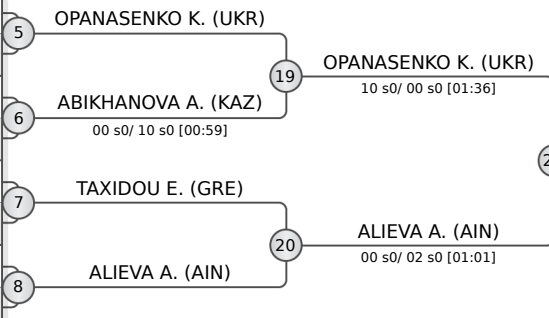 OPANASENKO K. (UKR)
5
19
OPANASENKO K. (UKR)
10 s0/ 00 s0 [01:36]
ABIKHANOVA A. (KAZ)
6
00 s0/ 10 s0 [00:59]
TAXIDOU E. (GRE)
7
20
ALIEVA A. (AIN)
00 s0/ 02 s0 [01:01]
ALIEVA A. (AIN)
8